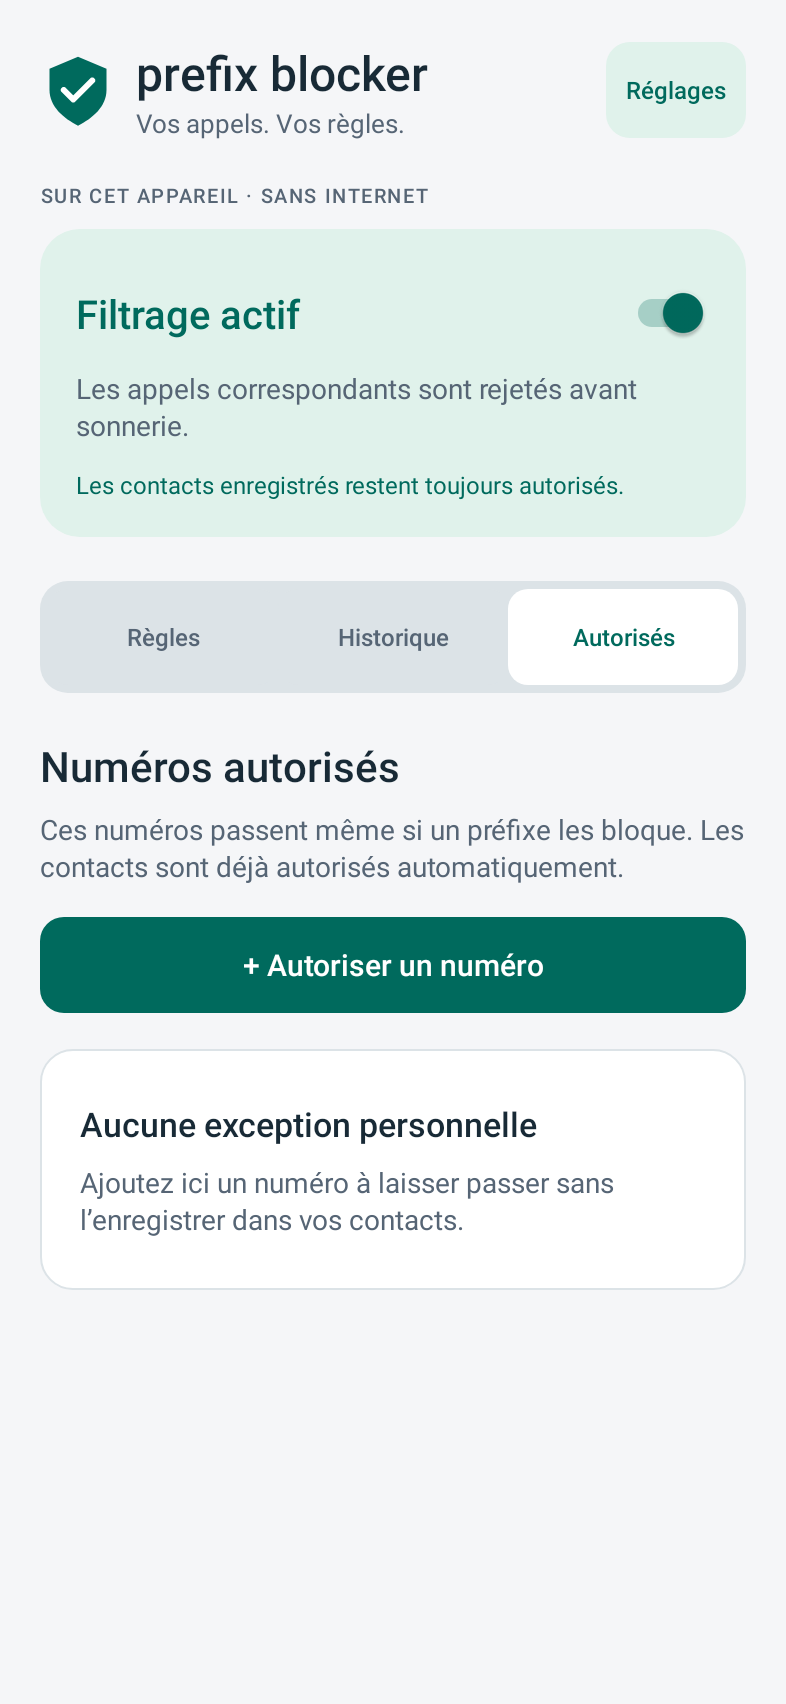 prefix blocker
Vos appels. Vos règles.
Réglages
SUR CET APPAREIL · SANS INTERNET
Filtrage actif
Les appels correspondants sont rejetés avant
sonnerie.
Les contacts enregistrés restent toujours autorisés.
Règles
Historique
Autorisés
Numéros autorisés
Ces numéros passent même si un préfixe les bloque. Les
contacts sont déjà autorisés automatiquement.
+ Autoriser un numéro
Aucune exception personnelle
Ajoutez ici un numéro à laisser passer sans
l’enregistrer dans vos contacts.